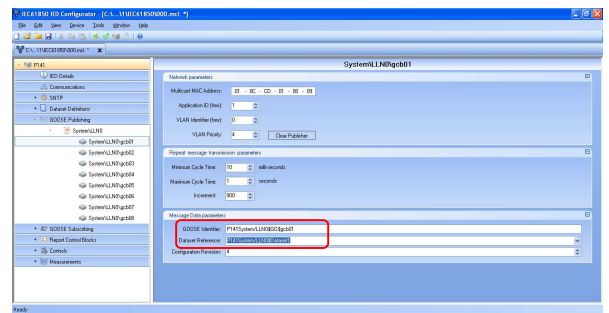 IEC61850 IED Configurator - [C:\...\1\IEC61850\000.mcl *]
File Edit View Device Tools Window Help
C:\...\1\IEC61850\000.mcl * X
P141
IED Details
Communications
SNTP
Dataset Definitions
GOOSE Publishing
System\LLN0
System\LLN0\gcb01
System\LLN0\gcb02
System\LLN0\gcb03
System\LLN0\gcb04
System\LLN0\gcb05
System\LLN0\gcb06
System\LLN0\gcb07
System\LLN0\gcb08
GOOSE Subscribing
Report Control Blocks
Controls
Measurements
System\LLN0\gcb01
Network parameters
Multicast MAC Address: 01 - 0C - CD - 01 - 00 - 09
Application ID (hex): 1
VLAN Identifier (hex): 0
VLAN Priority: 4 Clear Publisher
Repeat message transmission parameters
Minimum Cycle Time: 10 milli-seconds
Maximum Cycle Time: 1 seconds
Increment: 900
Message Data parameters
GOOSE Identifier: P141System/LLN0$GO$gcb01
Dataset Reference: P141System/LLN0$Dataset1
Configuration Revision: 4
Ready